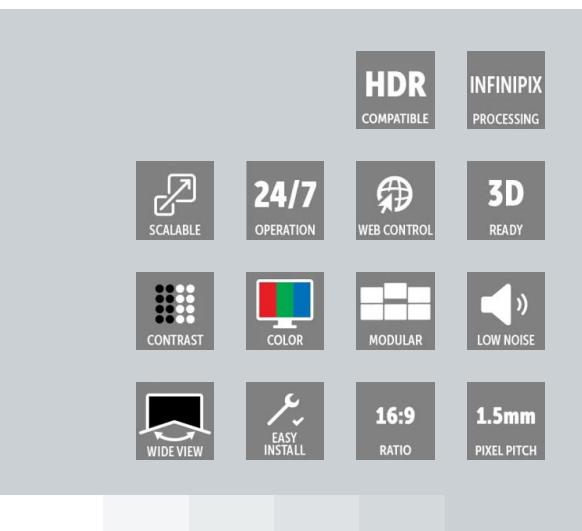 HDR
COMPATIBLE
INFINIPIX
PROCESSING
SCALABLE
24/7
OPERATION
WEB CONTROL
3D
READY
CONTRAST
COLOR
MODULAR
LOW NOISE
WIDE VIEW
EASY
INSTALL
16:9
RATIO
1.5mm
PIXEL PITCH